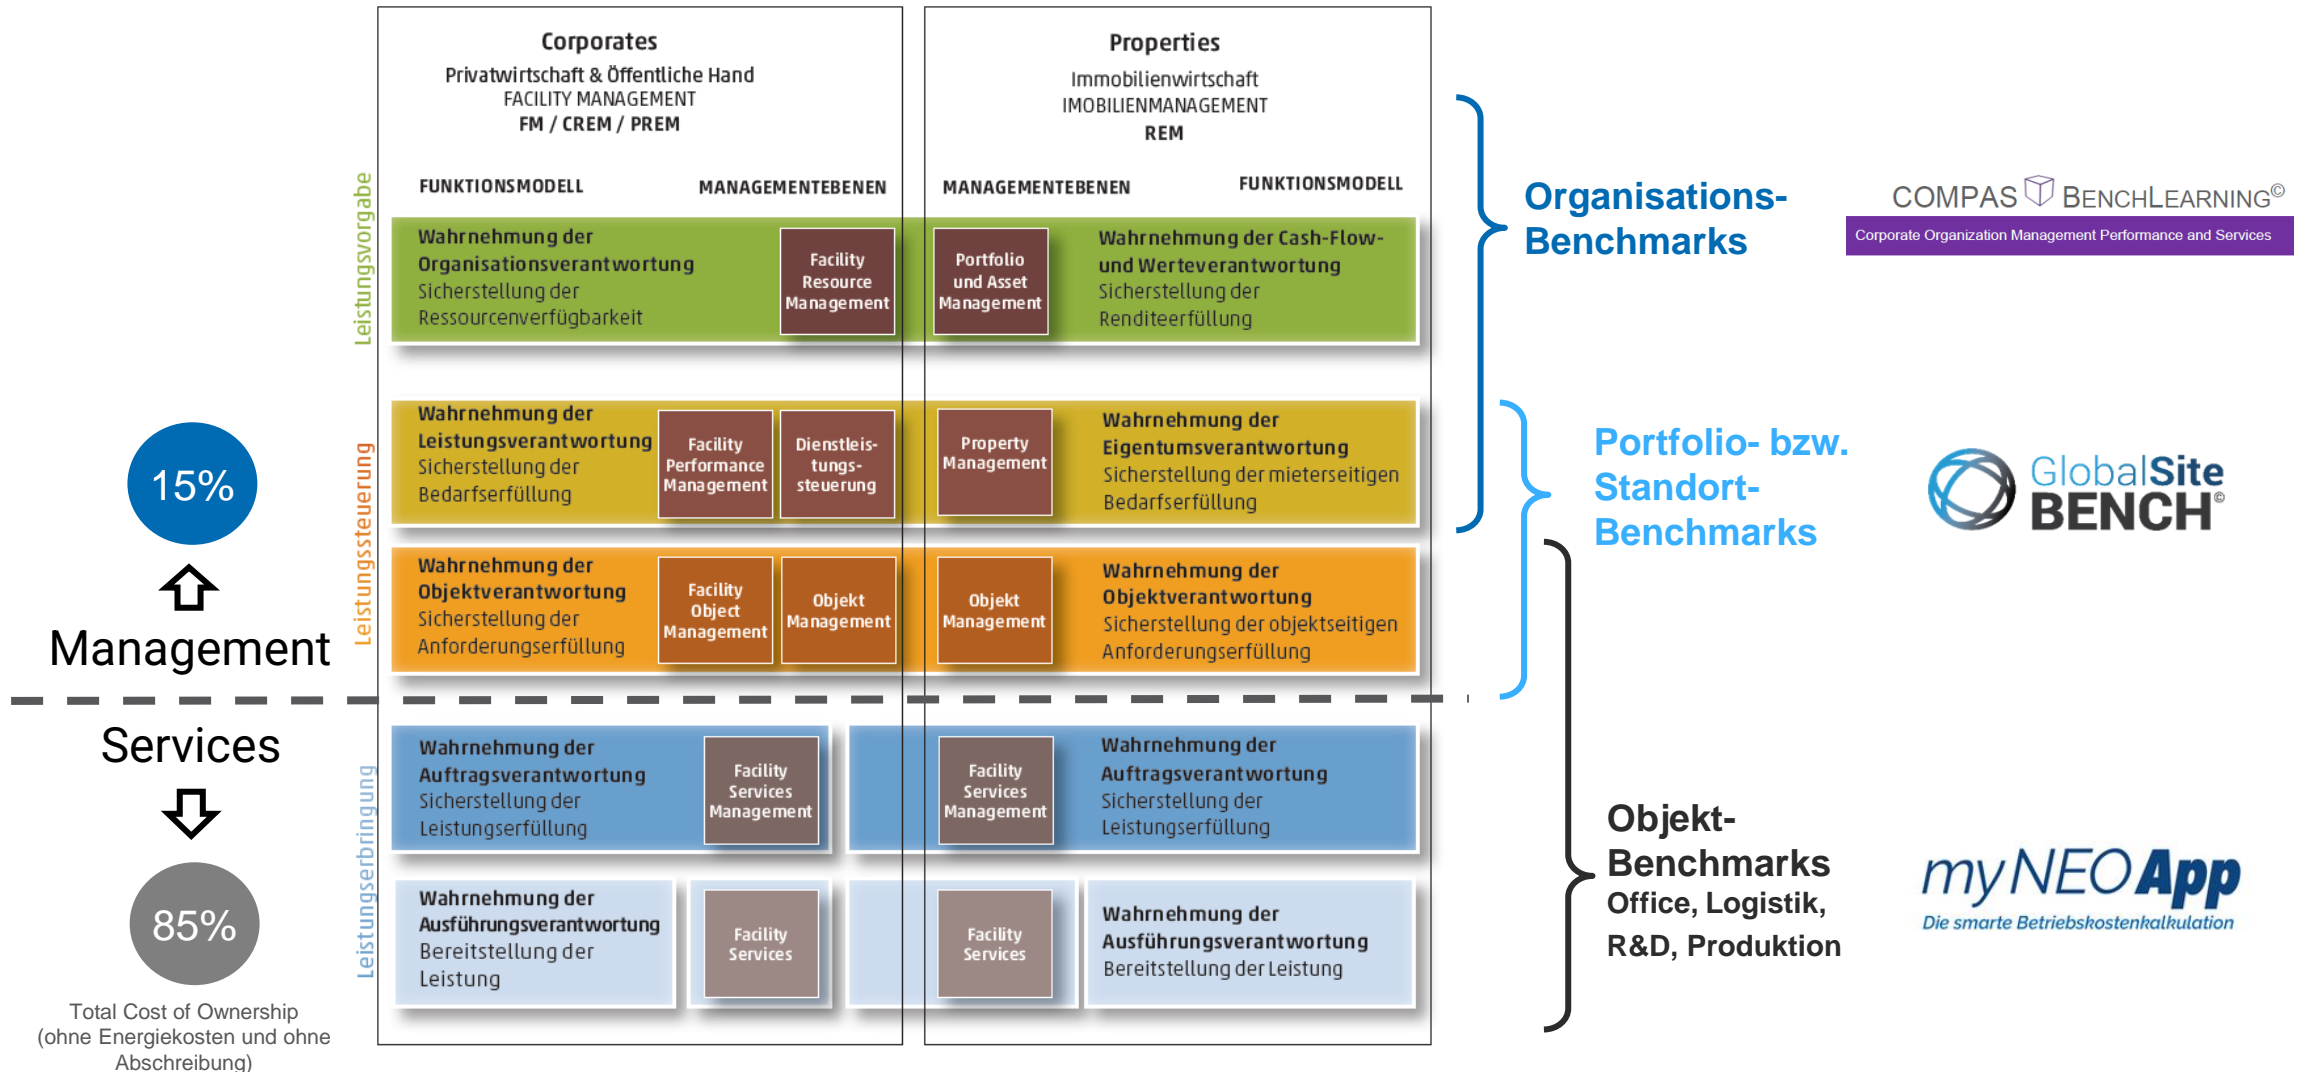 Corporates
Privatwirtschaft & Öffentliche Hand
FACILITY MANAGEMENT
FM / CREM / PREM
Properties
Immobilienwirtschaft
IMOBILIENMANAGEMENT
REM
FUNKTIONSMODELL
MANAGEMENTEBENEN
MANAGEMENTEBENEN
FUNKTIONSMODELL
Leistungsvorgabe
Wahrnehmung der
Organisationsverantwortung
Sicherstellung der
Ressourcenverfügbarkeit
Facility
Resource
Management
Portfolio
und Asset
Management
Wahrnehmung der Cash-Flow-
und Werteverantwortung
Sicherstellung der
Renditeerfüllung
Leistungssteuerung
Wahrnehmung der
Leistungsverantwortung
Sicherstellung der
Bedarfserfüllung
Facility
Performance
Management
Dienstleis-
tungs-
steuerung
Property
Management
Wahrnehmung der
Eigentumsverantwortung
Sicherstellung der mieterseitigen
Bedarfserfüllung
Wahrnehmung der
Objektverantwortung
Sicherstellung der
Anforderungserfüllung
Facility
Object
Management
Objekt
Management
Objekt
Management
Wahrnehmung der
Objektverantwortung
Sicherstellung der objektseitigen
Anforderungserfüllung
Leistungserbringung
Wahrnehmung der
Auftragsverantwortung
Sicherstellung der
Leistungserfüllung
Facility
Services
Management
Facility
Services
Management
Wahrnehmung der
Auftragsverantwortung
Sicherstellung der
Leistungserfüllung
Wahrnehmung der
Ausführungsverantwortung
Bereitstellung der
Leistung
Facility
Services
Facility
Services
Wahrnehmung der
Ausführungsverantwortung
Bereitstellung der Leistung
15%
Management
Services
85%
Total Cost of Ownership
(ohne Energiekosten und ohne
Abschreibung)
Organisations-
Benchmarks
COMPAS BENCHLEARNING©
Corporate Organization Management Performance and Services
Portfolio- bzw.
Standort-
Benchmarks
GlobalSite
BENCH©
Objekt-
Benchmarks
Office, Logistik,
R&D, Produktion
myNEOApp
Die smarte Betriebskostenkalkulation